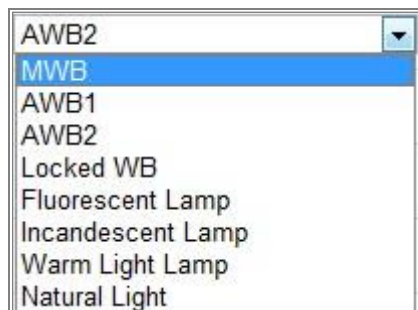 AWB2
MWB
AWB1
AWB2
Locked WB
Fluorescent Lamp
Incandescent Lamp
Warm Light Lamp
Natural Light